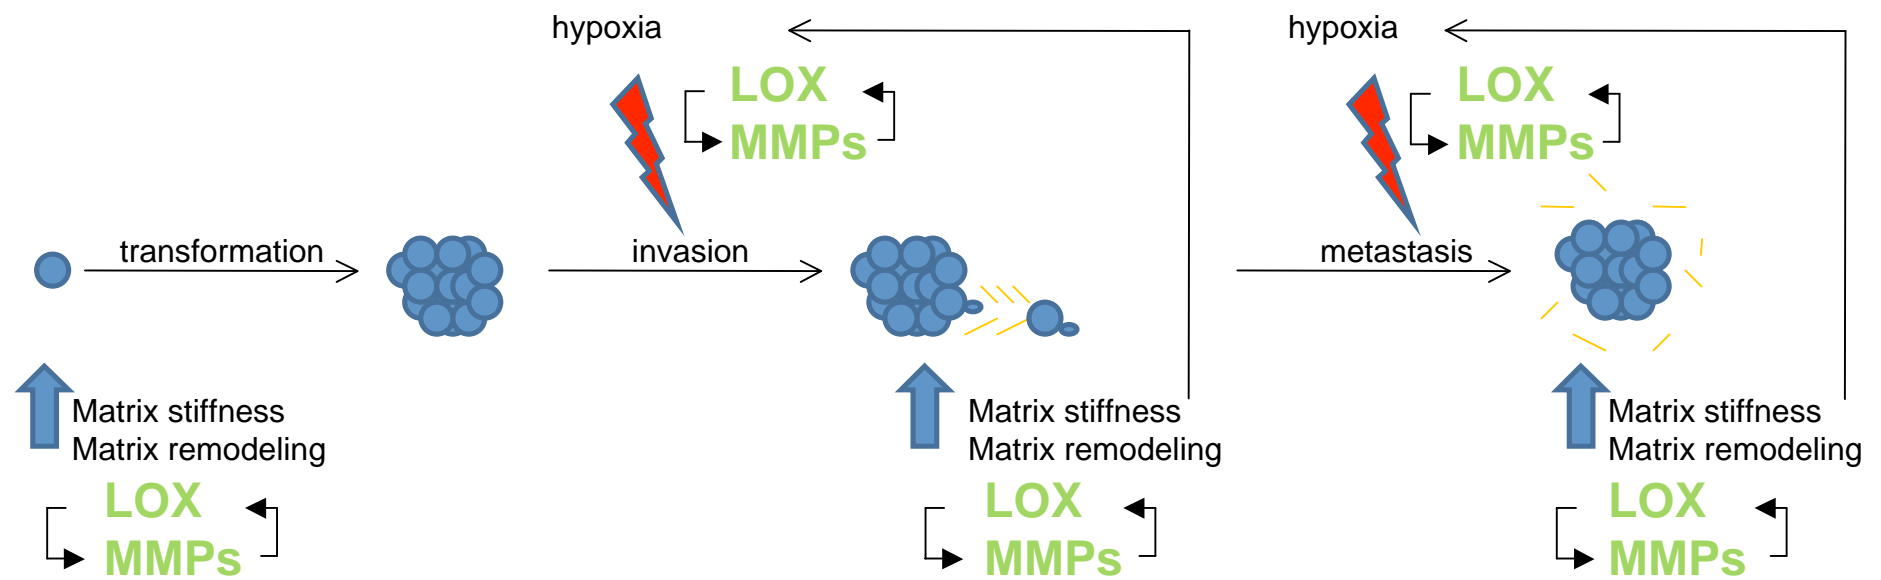 hypoxia
hypoxia
LOX
MMPs
LOX
MMPs
transformation
invasion
metastasis
Matrix stiffness
Matrix remodeling
Matrix stiffness
Matrix remodeling
Matrix stiffness
Matrix remodeling
LOX
MMPs
LOX
MMPs
LOX
MMPs